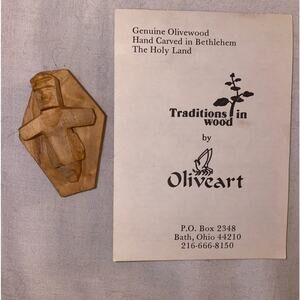 Genuine Olivewood
Hand Carved in Bethlehem
The Holy Land
Traditions in
wood
by
Oliveart
P.O. Box 2348
Bath, Ohio 44210
216-666-8150